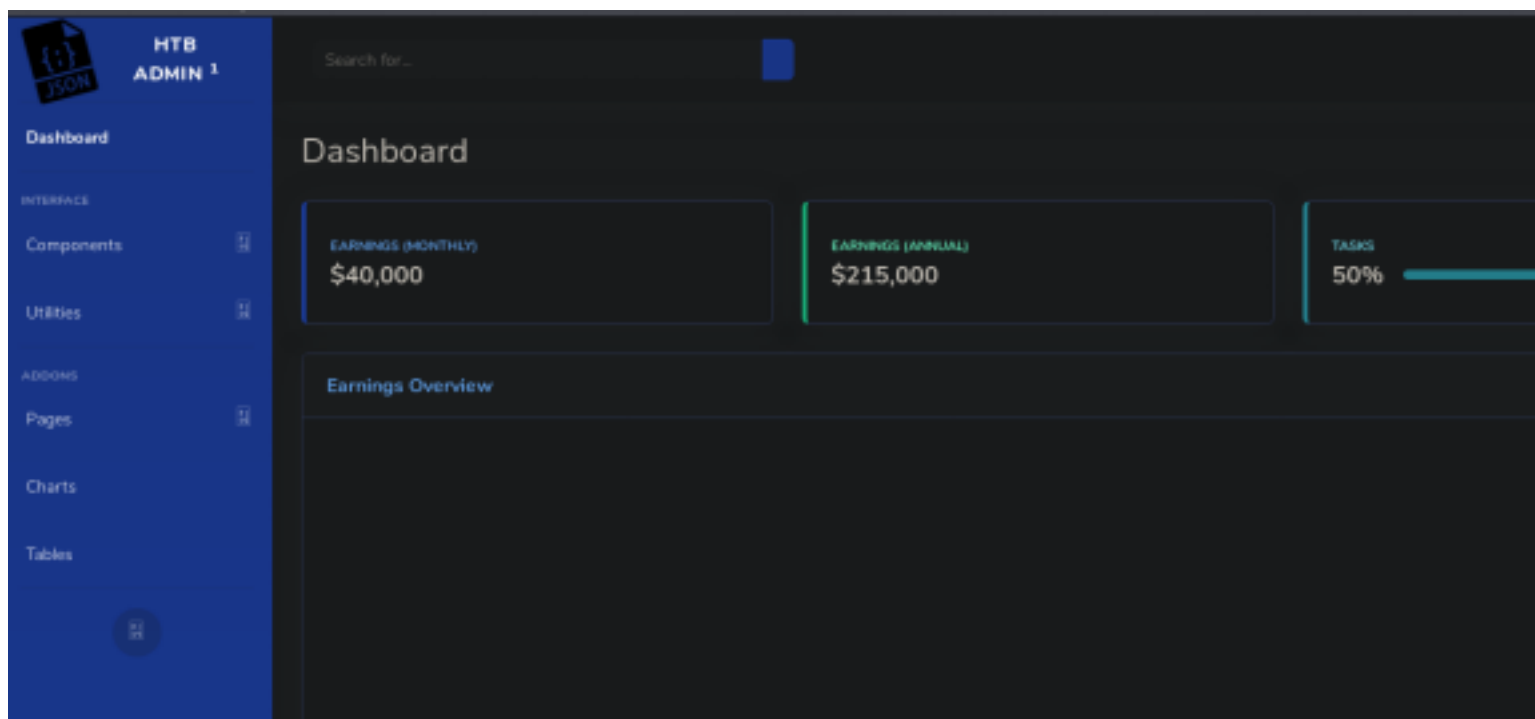 {;}
JSON
HTB
ADMIN 1
Dashboard
INTERFACE
Components
Utilities
ADDONS
Pages
Charts
Tables
Search for...
Dashboard
EARNINGS (MONTHLY)
$40,000
EARNINGS (ANNUAL)
$215,000
TASKS
50%
Earnings Overview